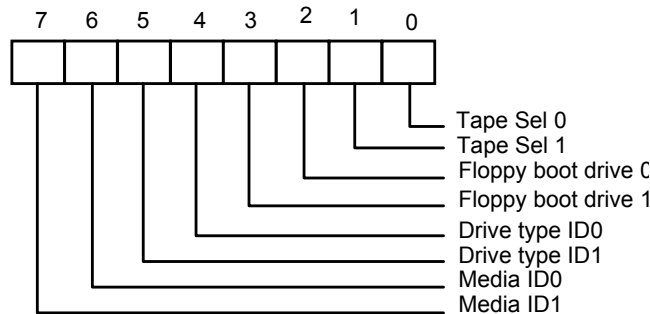 7 6 5 4 3 2 1 0
Tape Sel 0
Tape Sel 1
Floppy boot drive 0
Floppy boot drive 1
Drive type ID0
Drive type ID1
Media ID0
Media ID1